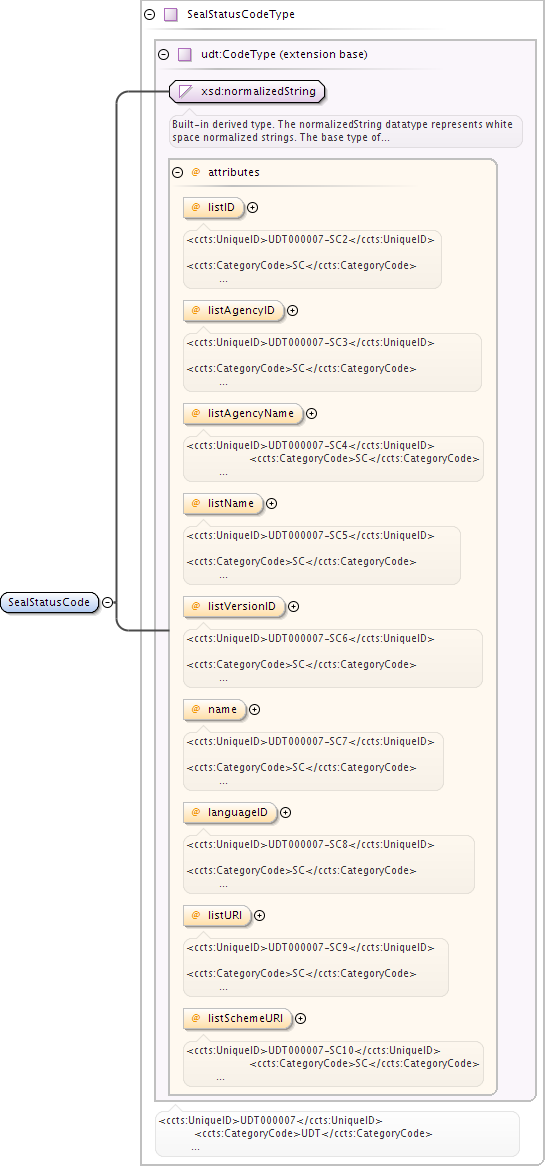 SealStatusCodeType
udt:CodeType (extension base)
xsd:normalizedString
Built-in derived type. The normalizedString datatype represents white
space normalized strings. The base type of...
@ attributes
@ listID
<ccts:UniqueID>UDT000007-SC2</ccts:UniqueID>
<ccts:CategoryCode>SC</ccts:CategoryCode>
...
@ listAgencyID
<ccts:UniqueID>UDT000007-SC3</ccts:UniqueID>
<ccts:CategoryCode>SC</ccts:CategoryCode>
...
@ listAgencyName
<ccts:UniqueID>UDT000007-SC4</ccts:UniqueID>
<ccts:CategoryCode>SC</ccts:CategoryCode>
...
@ listName
<ccts:UniqueID>UDT000007-SC5</ccts:UniqueID>
<ccts:CategoryCode>SC</ccts:CategoryCode>
...
SealStatusCode
@ listVersionID
<ccts:UniqueID>UDT000007-SC6</ccts:UniqueID>
<ccts:CategoryCode>SC</ccts:CategoryCode>
...
@ name
<ccts:UniqueID>UDT000007-SC7</ccts:UniqueID>
<ccts:CategoryCode>SC</ccts:CategoryCode>
...
@ languageID
<ccts:UniqueID>UDT000007-SC8</ccts:UniqueID>
<ccts:CategoryCode>SC</ccts:CategoryCode>
...
@ listURI
<ccts:UniqueID>UDT000007-SC9</ccts:UniqueID>
<ccts:CategoryCode>SC</ccts:CategoryCode>
...
@ listSchemeURI
<ccts:UniqueID>UDT000007-SC10</ccts:UniqueID>
<ccts:CategoryCode>SC</ccts:CategoryCode>
...
<ccts:UniqueID>UDT000007</ccts:UniqueID>
<ccts:CategoryCode>UDT</ccts:CategoryCode>
...